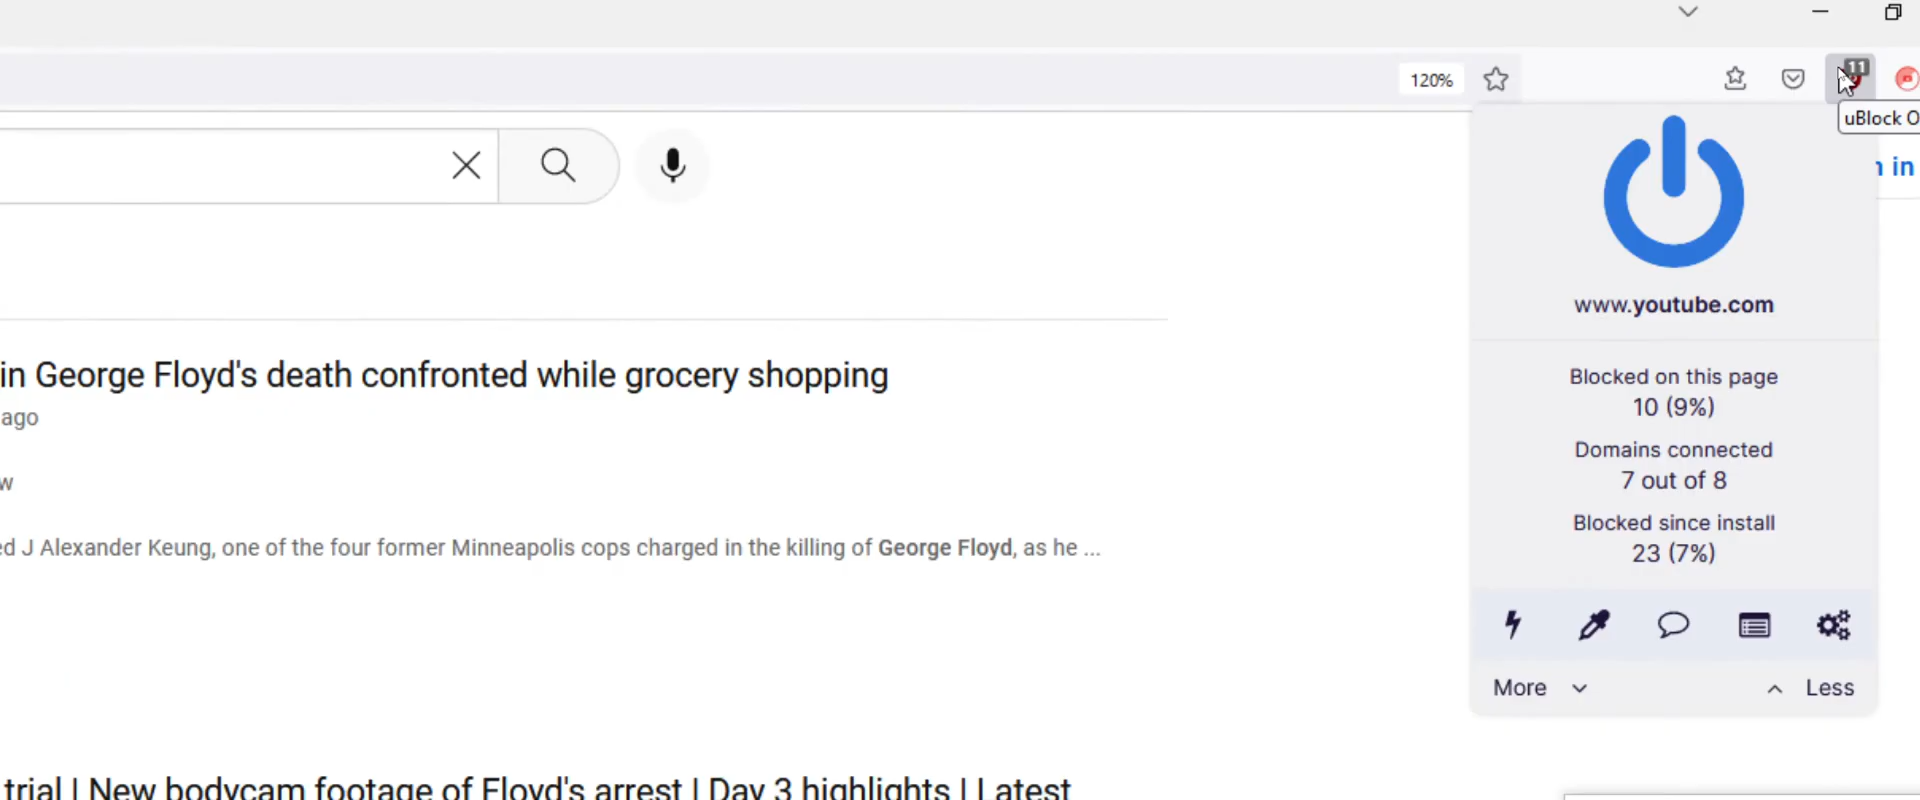 120%
11
uBlock O
in
www.youtube.com
in George Floyd's death confronted while grocery shopping
ago
Blocked on this page
10 (9%)
Domains connected
7 out of 8
w
Blocked since install
23 (7%)
ed J Alexander Keung, one of the four former Minneapolis cops charged in the killing of George Floyd, as he ...
More
Less
trial | New bodycam footage of Floyd's arrest | Day 3 highlights | Latest